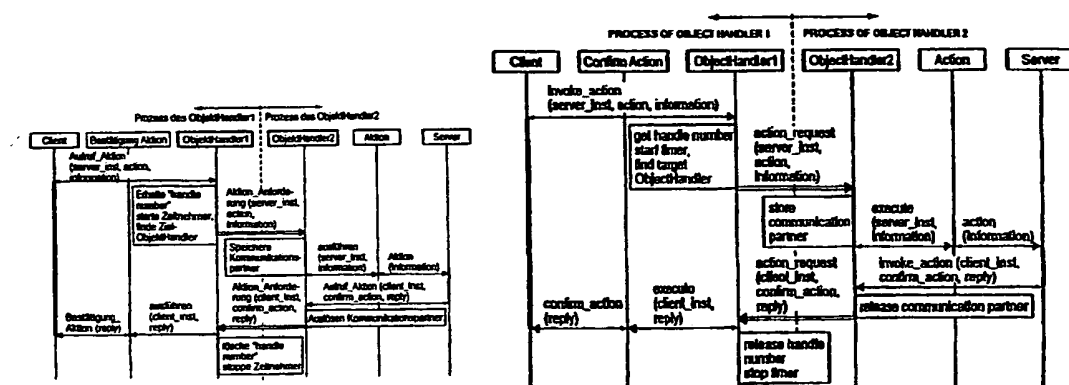 Prozess des ObjektHandler1
Prozess des ObjektHandler2
Client
Bestätigung Aktion
ObjektHandler1
ObjektHandler2
Aktion
Server
Aufruf_Aktion
(server_inst, action,
information)
Erhalte "handle
number"
starte Zeitnehmer,
finde Ziel-
ObjektHandler
Aktion_Anforde-
rung (server_inst,
action,
information)
Speichere
Kommunikations-
partner
ausführen
(server_inst,
information)
Aktion
(information)
Aktion_Anforde-
rung (client_inst,
confirm_action,
reply)
Aufruf_Aktion (client_inst,
confirm_action, reply)
Auslösen Kommunikationspartner
ausführen
(client_inst,
reply)
Bestätigung_
Aktion (reply)
lösche "handle
number"
stoppe Zeitnehmer
PROCESS OF OBJECT HANDLER 1
PROCESS OF OBJECT HANDLER 2
Client
Confirm Action
ObjectHandler1
ObjectHandler2
Action
Server
invoke_action
(server_inst, action, information)
get handle number
start timer,
find target
ObjectHandler
action_request
(server_inst,
action,
information)
store
communication
partner
execute
(server_inst,
information)
action
(information)
action_request
(client_inst,
confirm_action,
reply)
invoke_action (client_inst,
confirm_action, reply)
release communication partner
execute
(client_inst,
reply)
confirm_action
(reply)
release handle
number
stop timer